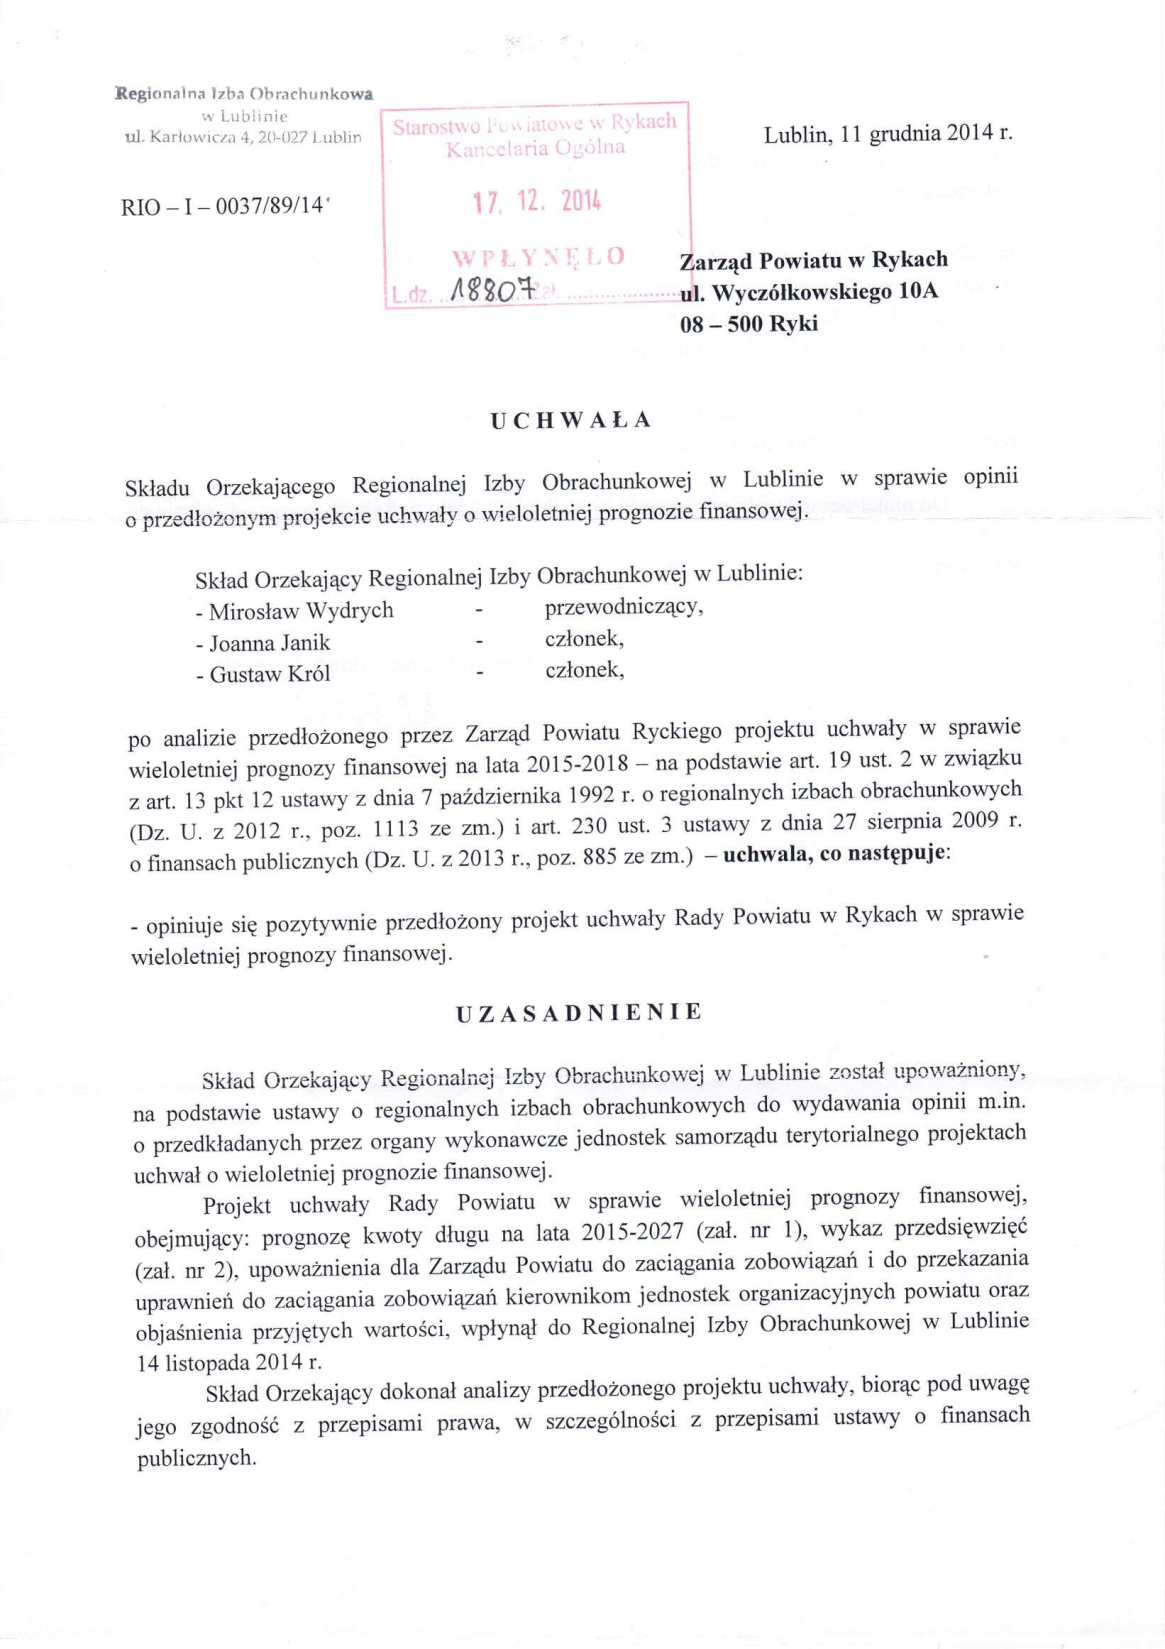 Regionalna Izba Obrachunkowa
w Lublinie
ul. Karłowicza 4, 20-027 Lublin
Starostwo Powiatowe w Rykach
Kancelaria Ogólna
17. 12. 2014
WPŁYNĘŁO
L.dz. 18807 Zał.
Lublin, 11 grudnia 2014 r.
RIO – I – 0037/89/14
Zarząd Powiatu w Rykach
ul. Wyczółkowskiego 10A
08 – 500 Ryki
U C H W A Ł A
Składu Orzekającego Regionalnej Izby Obrachunkowej w Lublinie w sprawie opinii
o przedłożonym projekcie uchwały o wieloletniej prognozie finansowej.
Skład Orzekający Regionalnej Izby Obrachunkowej w Lublinie:
- Mirosław Wydrych - przewodniczący,
- Joanna Janik - członek,
- Gustaw Król - członek,
po analizie przedłożonego przez Zarząd Powiatu Ryckiego projektu uchwały w sprawie
wieloletniej prognozy finansowej na lata 2015-2018 – na podstawie art. 19 ust. 2 w związku
z art. 13 pkt 12 ustawy z dnia 7 października 1992 r. o regionalnych izbach obrachunkowych
(Dz. U. z 2012 r., poz. 1113 ze zm.) i art. 230 ust. 3 ustawy z dnia 27 sierpnia 2009 r.
o finansach publicznych (Dz. U. z 2013 r., poz. 885 ze zm.) – uchwala, co następuje:
- opiniuje się pozytywnie przedłożony projekt uchwały Rady Powiatu w Rykach w sprawie
wieloletniej prognozy finansowej.
U Z A S A D N I E N I E
Skład Orzekający Regionalnej Izby Obrachunkowej w Lublinie został upoważniony,
na podstawie ustawy o regionalnych izbach obrachunkowych do wydawania opinii m.in.
o przedkładanych przez organy wykonawcze jednostek samorządu terytorialnego projektach
uchwał o wieloletniej prognozie finansowej.
Projekt uchwały Rady Powiatu w sprawie wieloletniej prognozy finansowej,
obejmujący: prognozę kwoty długu na lata 2015-2027 (zał. nr 1), wykaz przedsięwzięć
(zał. nr 2), upoważnienia dla Zarządu Powiatu do zaciągania zobowiązań i do przekazania
uprawnień do zaciągania zobowiązań kierownikom jednostek organizacyjnych powiatu oraz
objaśnienia przyjętych wartości, wpłynął do Regionalnej Izby Obrachunkowej w Lublinie
14 listopada 2014 r.
Skład Orzekający dokonał analizy przedłożonego projektu uchwały, biorąc pod uwagę
jego zgodność z przepisami prawa, w szczególności z przepisami ustawy o finansach
publicznych.